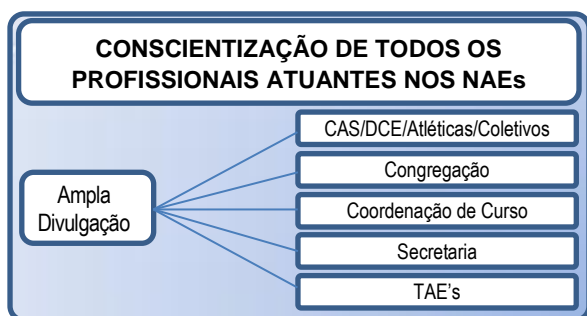 CONSCIENTIZAÇÃO DE TODOS OS
PROFISSIONAIS ATUANTES NOS NAEs
CAS/DCE/Atléticas/Coletivos
Congregação
Ampla
Divulgação
Coordenação de Curso
Secretaria
TAE's